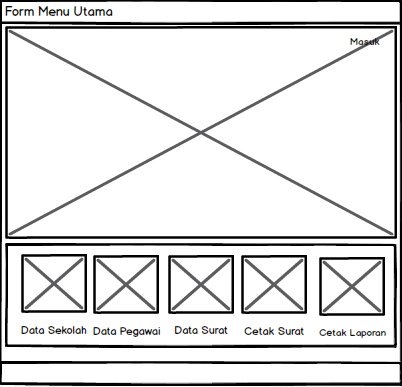 Form Menu Utama
Masuk
Data Sekolah Data Pegawai Data Surat Cetak Surat Cetak Laporan